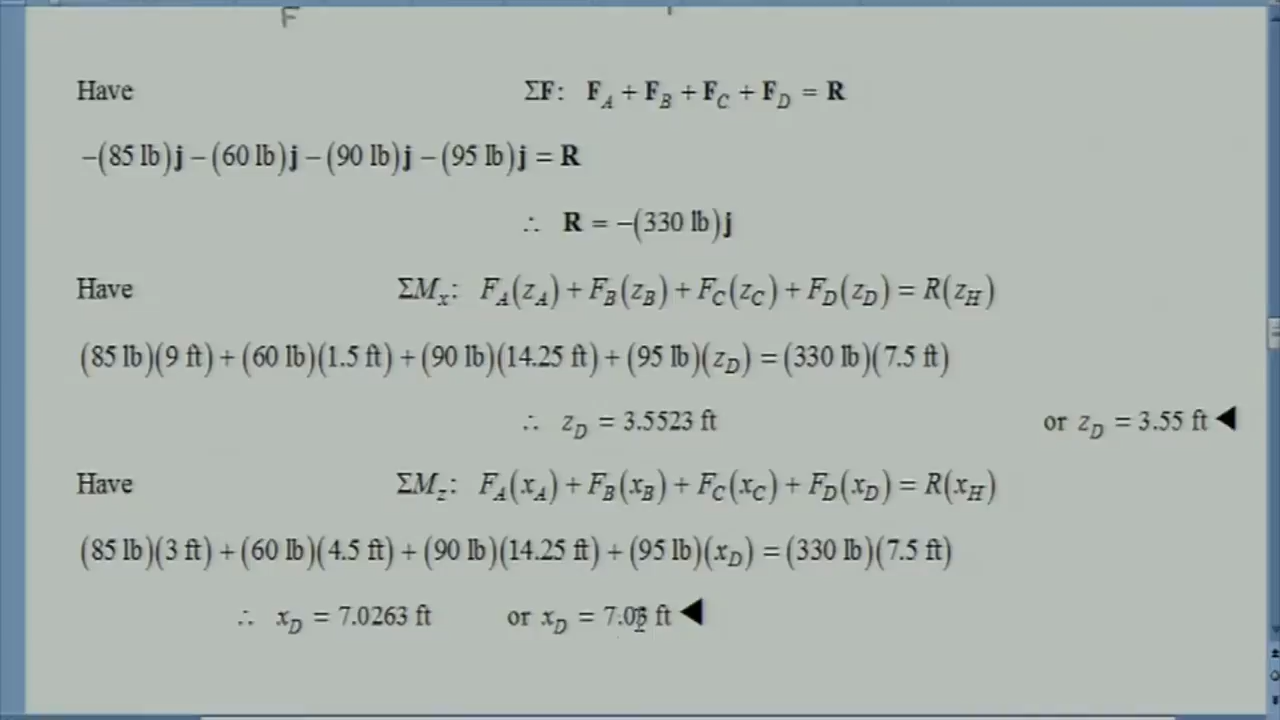 F
Have ΣF: F_A + F_B + F_C + F_D = R
−(85 lb)j − (60 lb)j − (90 lb)j − (95 lb)j = R
∴ R = −(330 lb)j
Have ΣM_x: F_A(z_A) + F_B(z_B) + F_C(z_C) + F_D(z_D) = R(z_H)
(85 lb)(9 ft) + (60 lb)(1.5 ft) + (90 lb)(14.25 ft) + (95 lb)(z_D) = (330 lb)(7.5 ft)
∴ z_D = 3.5523 ft or z_D = 3.55 ft ◀
Have ΣM_z: F_A(x_A) + F_B(x_B) + F_C(x_C) + F_D(x_D) = R(x_H)
(85 lb)(3 ft) + (60 lb)(4.5 ft) + (90 lb)(14.25 ft) + (95 lb)(x_D) = (330 lb)(7.5 ft)
∴ x_D = 7.0263 ft or x_D = 7.03 ft ◀